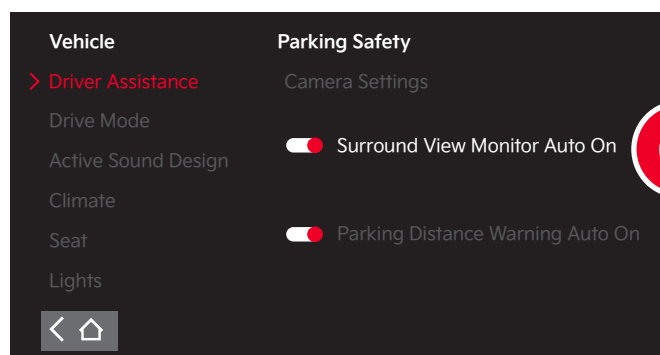 Vehicle
Driver Assistance
Drive Mode
Active Sound Design
Climate
Seat
Lights
Parking Safety
Camera Settings
Surround View Monitor Auto On
Parking Distance Warning Auto On